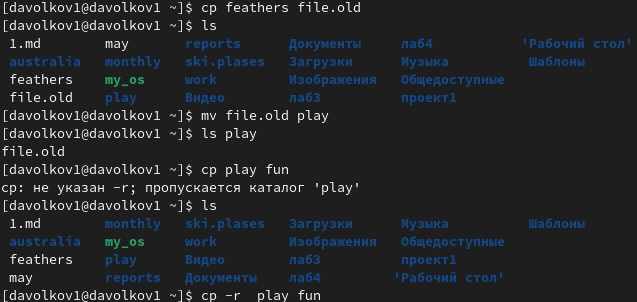 [davolkov1@davolkov1 ~]$ cp feathers file.old
[davolkov1@davolkov1 ~]$ ls
1.md may reports Документы лаб4 'Рабочий стол'
australia monthly ski.plases Загрузки Музыка Шаблоны
feathers my_os work Изображения Общедоступные
file.old play Видео лаб3 проект1
[davolkov1@davolkov1 ~]$ mv file.old play
[davolkov1@davolkov1 ~]$ ls play
file.old
[davolkov1@davolkov1 ~]$ cp play fun
cp: не указан -r; пропускается каталог 'play'
[davolkov1@davolkov1 ~]$ ls
1.md monthly ski.plases Загрузки Музыка Шаблоны
australia my_os work Изображения Общедоступные
feathers play Видео лаб3 проект1
may reports Документы лаб4 'Рабочий стол'
[davolkov1@davolkov1 ~]$ cp -r  play fun